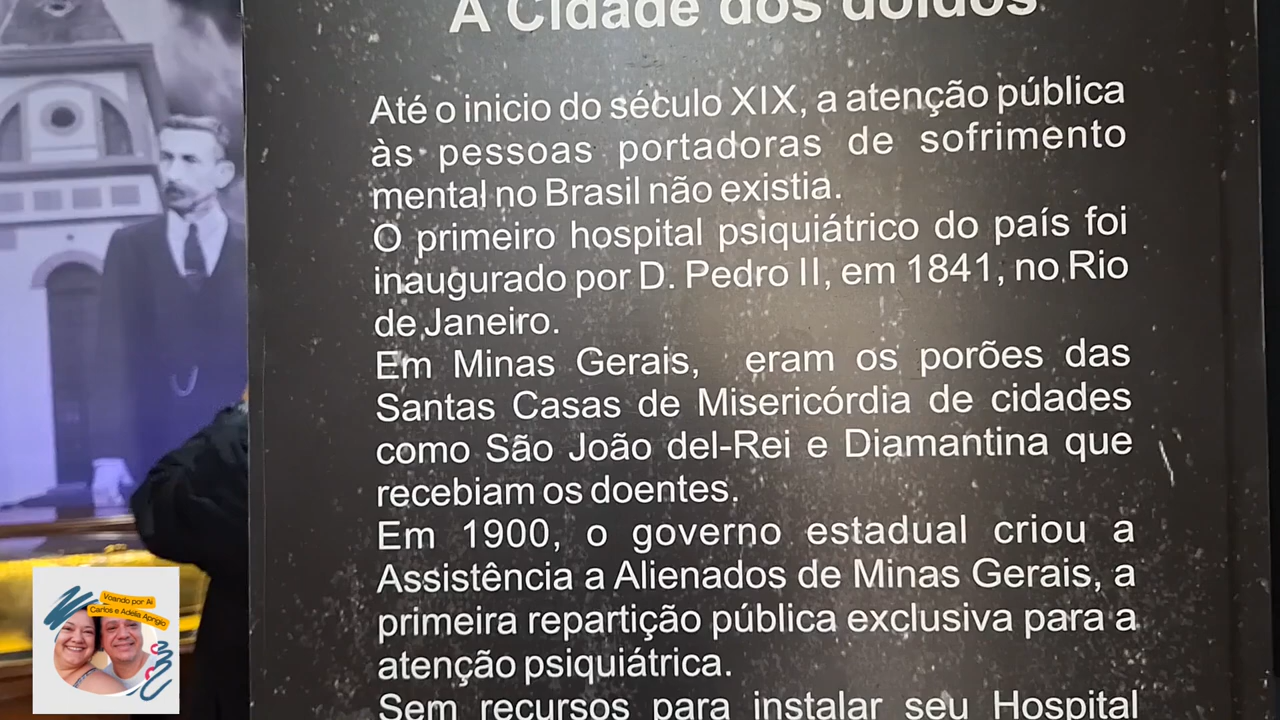 A Cidade dos doidos
Até o inicio do século XIX, a atenção pública
às pessoas portadoras de sofrimento
mental no Brasil não existia.
O primeiro hospital psiquiátrico do país foi
inaugurado por D. Pedro II, em 1841, no Rio
de Janeiro.
Em Minas Gerais, eram os porões das
Santas Casas de Misericórdia de cidades
como São João del-Rei e Diamantina que
recebiam os doentes.
Em 1900, o governo estadual criou a
Assistência a Alienados de Minas Gerais, a
primeira repartição pública exclusiva para a
atenção psiquiátrica.
Sem recursos para instalar seu Hospital
Voando por Ai
Carlos e Adelia Aprigio